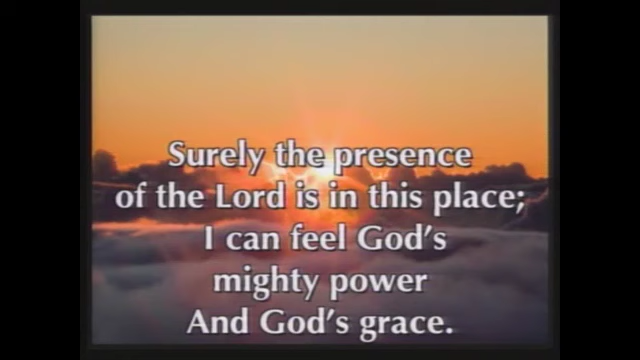 Surely the presence
of the Lord is in this place;
I can feel God's
mighty power
And God's grace.